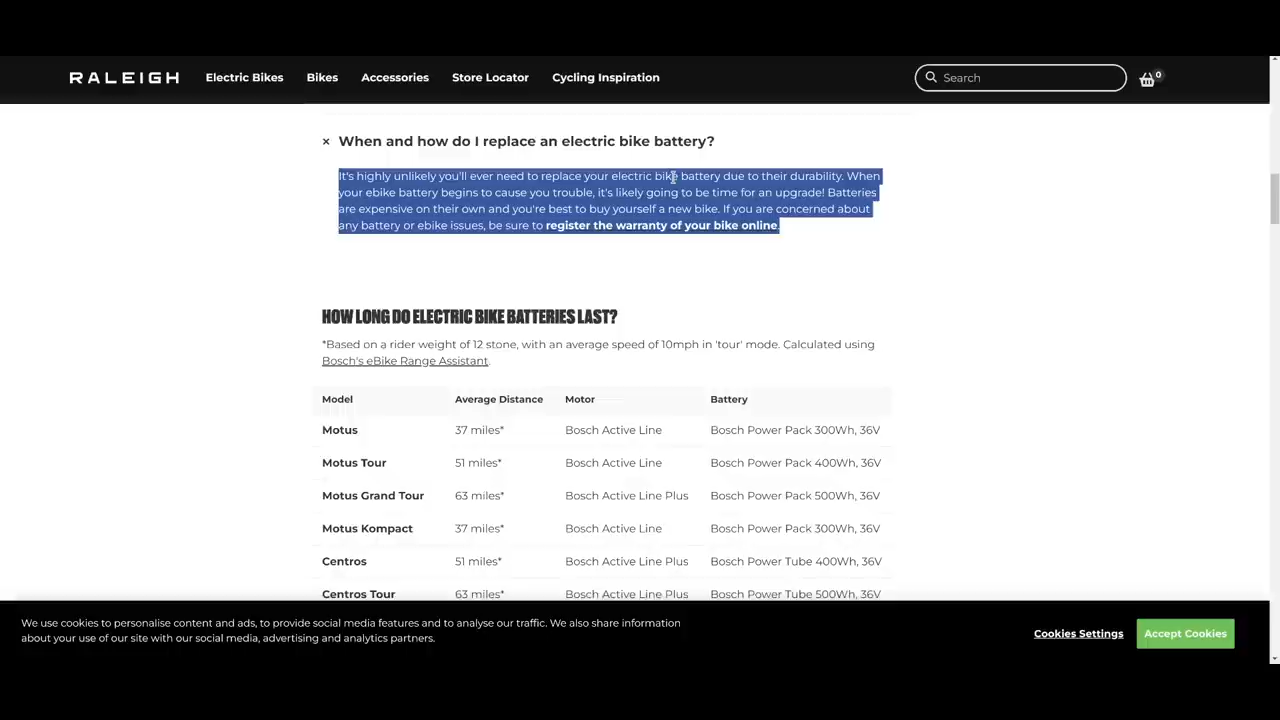 RALEIGH Electric Bikes Bikes Accessories Store Locator Cycling Inspiration Search 0
× When and how do I replace an electric bike battery?
It's highly unlikely you'll ever need to replace your electric bike battery due to their durability. When
your ebike battery begins to cause you trouble, it's likely going to be time for an upgrade! Batteries
are expensive on their own and you're best to buy yourself a new bike. If you are concerned about
any battery or ebike issues, be sure to register the warranty of your bike online.
HOW LONG DO ELECTRIC BIKE BATTERIES LAST?
*Based on a rider weight of 12 stone, with an average speed of 10mph in 'tour' mode. Calculated using
Bosch's eBike Range Assistant.
Model Average Distance Motor Battery
Motus 37 miles* Bosch Active Line Bosch Power Pack 300Wh, 36V
Motus Tour 51 miles* Bosch Active Line Bosch Power Pack 400Wh, 36V
Motus Grand Tour 63 miles* Bosch Active Line Plus Bosch Power Pack 500Wh, 36V
Motus Kompact 37 miles* Bosch Active Line Bosch Power Pack 300Wh, 36V
Centros 51 miles* Bosch Active Line Plus Bosch Power Tube 400Wh, 36V
Centros Tour 63 miles* Bosch Active Line Plus Bosch Power Tube 500Wh, 36V
We use cookies to personalise content and ads, to provide social media features and to analyse our traffic. We also share information
about your use of our site with our social media, advertising and analytics partners.
Cookies Settings Accept Cookies